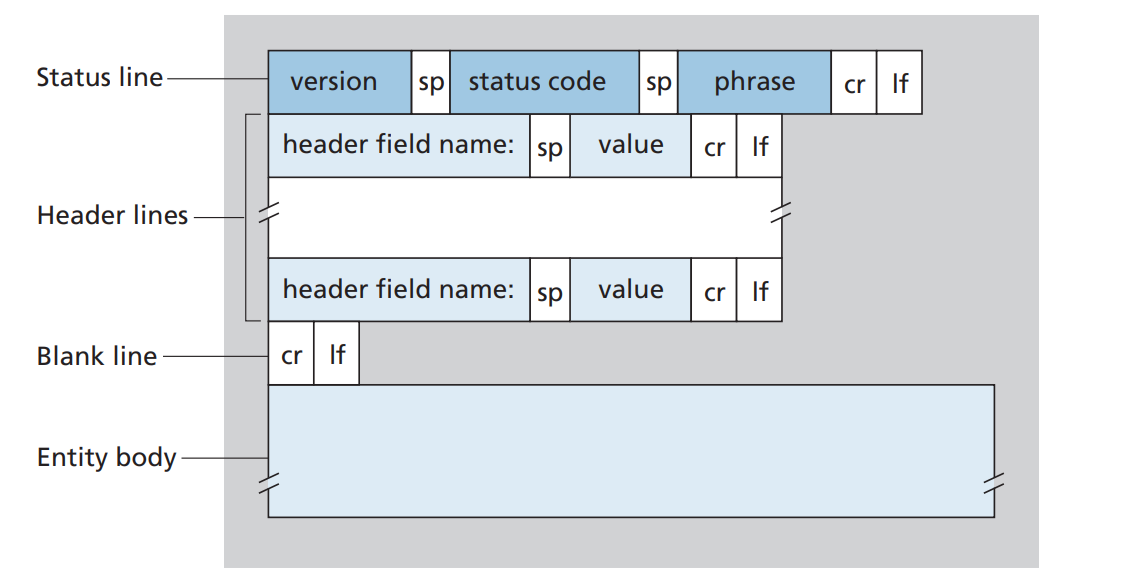 Status line version sp status code sp phrase cr lf
header field name: sp value cr lf
Header lines
header field name: sp value cr lf
Blank line cr lf
Entity body